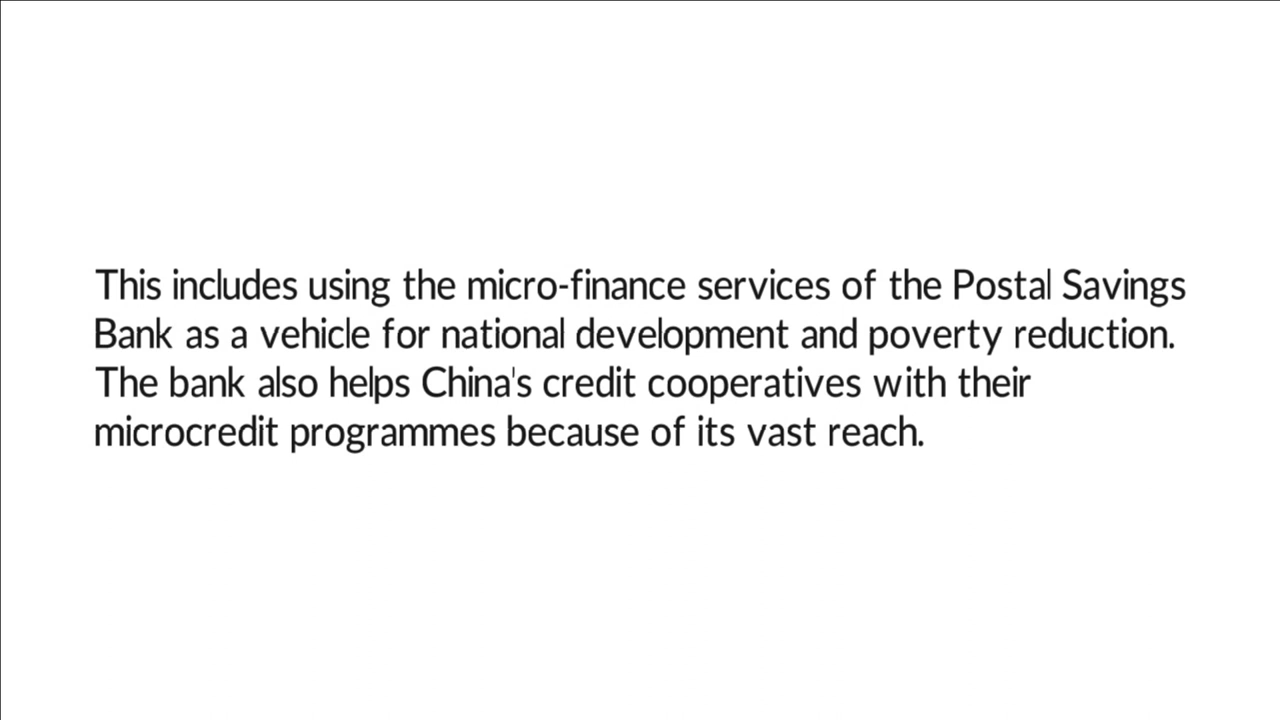 This includes using the micro-finance services of the Postal Savings
Bank as a vehicle for national development and poverty reduction.
The bank also helps China's credit cooperatives with their
microcredit programmes because of its vast reach.